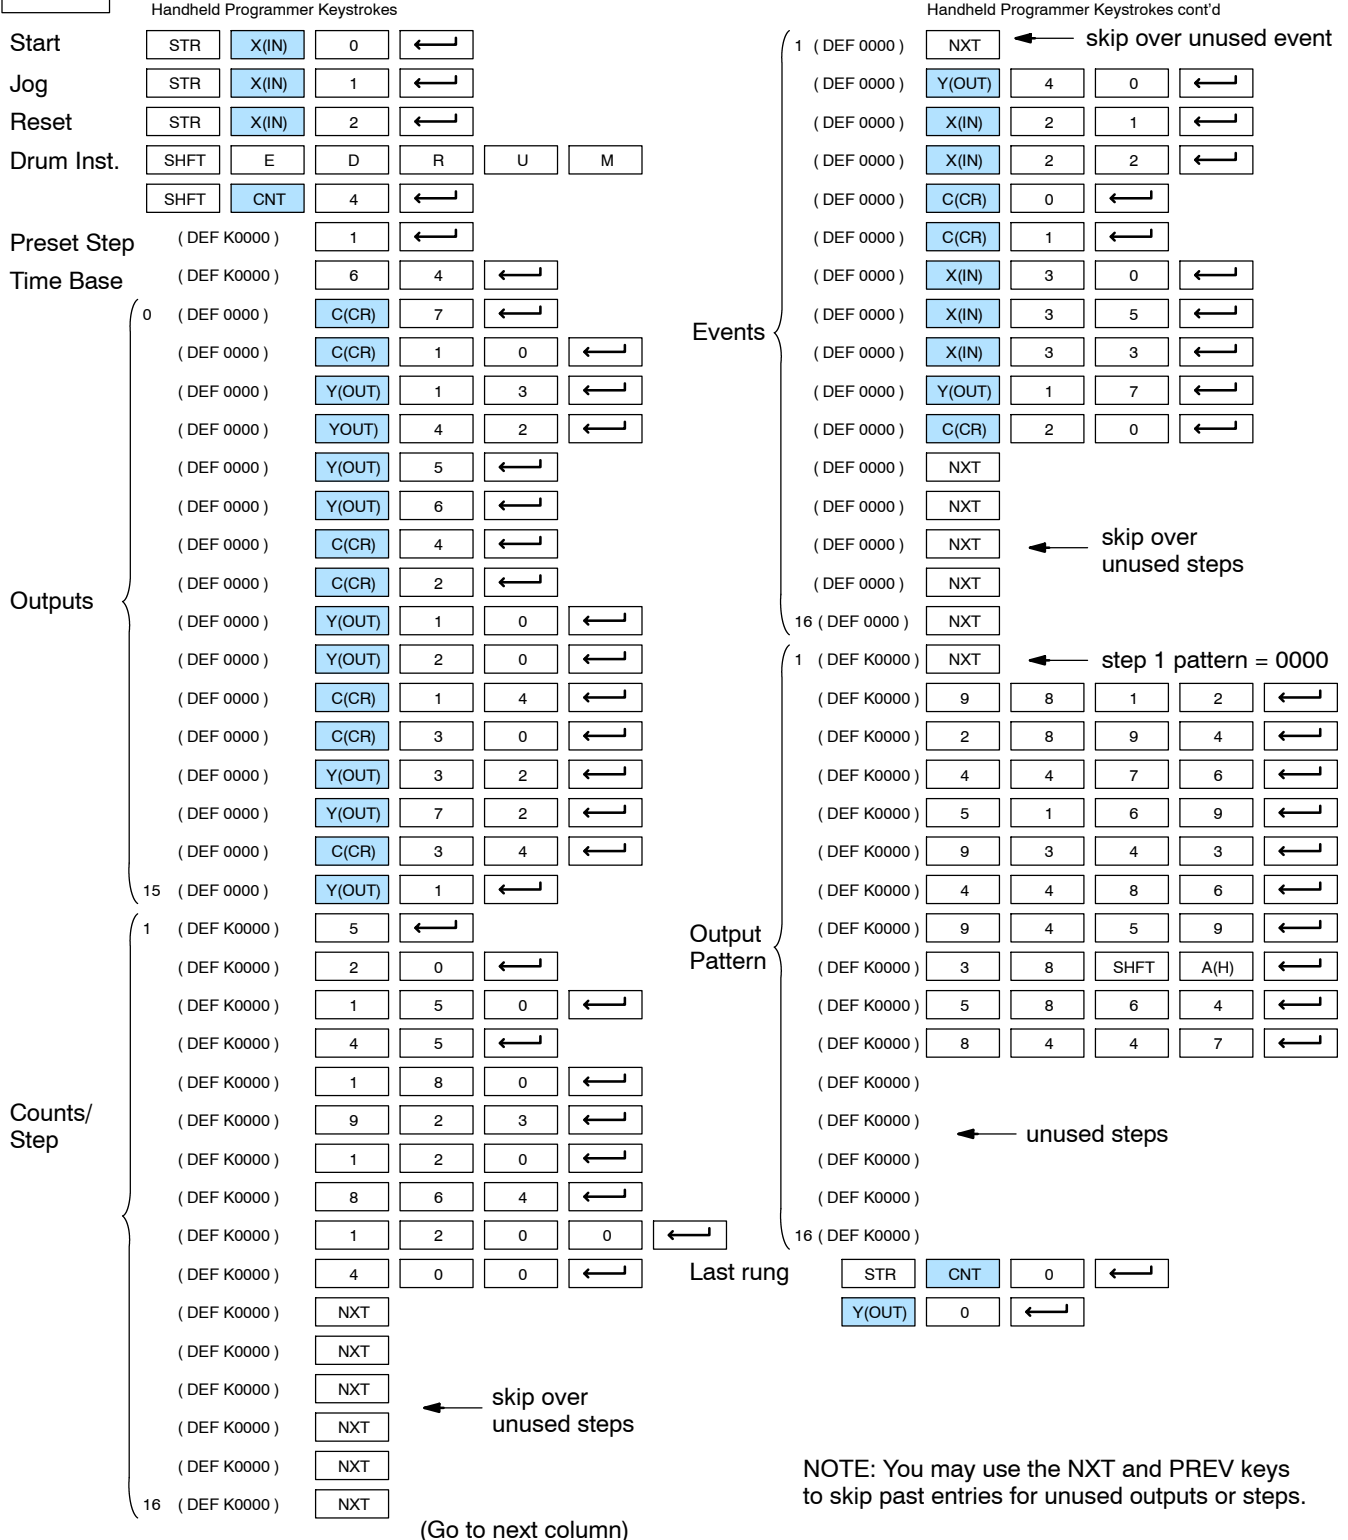 Handheld Programmer Keystrokes
Start STR X(IN) 0
Jog STR X(IN) 1
Reset STR X(IN) 2
Drum Inst. SHFT E D R U M
SHFT CNT 4
Preset Step ( DEF K0000 ) 1
Time Base ( DEF K0000 ) 6 4
Outputs
0 ( DEF 0000 ) C(CR) 7
( DEF 0000 ) C(CR) 1 0
( DEF 0000 ) Y(OUT) 1 3
( DEF 0000 ) YOUT) 4 2
( DEF 0000 ) Y(OUT) 5
( DEF 0000 ) Y(OUT) 6
( DEF 0000 ) C(CR) 4
( DEF 0000 ) C(CR) 2
( DEF 0000 ) Y(OUT) 1 0
( DEF 0000 ) Y(OUT) 2 0
( DEF 0000 ) C(CR) 1 4
( DEF 0000 ) C(CR) 3 0
( DEF 0000 ) Y(OUT) 3 2
( DEF 0000 ) Y(OUT) 7 2
( DEF 0000 ) C(CR) 3 4
15 ( DEF 0000 ) Y(OUT) 1
Counts/
Step
1 ( DEF K0000 ) 5
( DEF K0000 ) 2 0
( DEF K0000 ) 1 5 0
( DEF K0000 ) 4 5
( DEF K0000 ) 1 8 0
( DEF K0000 ) 9 2 3
( DEF K0000 ) 1 2 0
( DEF K0000 ) 8 6 4
( DEF K0000 ) 1 2 0 0
( DEF K0000 ) 4 0 0
( DEF K0000 ) NXT
( DEF K0000 ) NXT
( DEF K0000 ) NXT
skip over
unused steps
( DEF K0000 ) NXT
( DEF K0000 ) NXT
16 ( DEF K0000 ) NXT
(Go to next column)
Handheld Programmer Keystrokes cont'd
Events
1 ( DEF 0000 ) NXT skip over unused event
( DEF 0000 ) Y(OUT) 4 0
( DEF 0000 ) X(IN) 2 1
( DEF 0000 ) X(IN) 2 2
( DEF 0000 ) C(CR) 0
( DEF 0000 ) C(CR) 1
( DEF 0000 ) X(IN) 3 0
( DEF 0000 ) X(IN) 3 5
( DEF 0000 ) X(IN) 3 3
( DEF 0000 ) Y(OUT) 1 7
( DEF 0000 ) C(CR) 2 0
( DEF 0000 ) NXT
( DEF 0000 ) NXT
( DEF 0000 ) NXT
skip over
unused steps
( DEF 0000 ) NXT
16 ( DEF 0000 ) NXT
Output
Pattern
1 ( DEF K0000 ) NXT step 1 pattern = 0000
( DEF K0000 ) 9 8 1 2
( DEF K0000 ) 2 8 9 4
( DEF K0000 ) 4 4 7 6
( DEF K0000 ) 5 1 6 9
( DEF K0000 ) 9 3 4 3
( DEF K0000 ) 4 4 8 6
( DEF K0000 ) 9 4 5 9
( DEF K0000 ) 3 8 SHFT A(H)
( DEF K0000 ) 5 8 6 4
( DEF K0000 ) 8 4 4 7
( DEF K0000 )
( DEF K0000 )
unused steps
( DEF K0000 )
( DEF K0000 )
16 ( DEF K0000 )
Last rung STR CNT 0
Y(OUT) 0
NOTE: You may use the NXT and PREV keys
to skip past entries for unused outputs or steps.